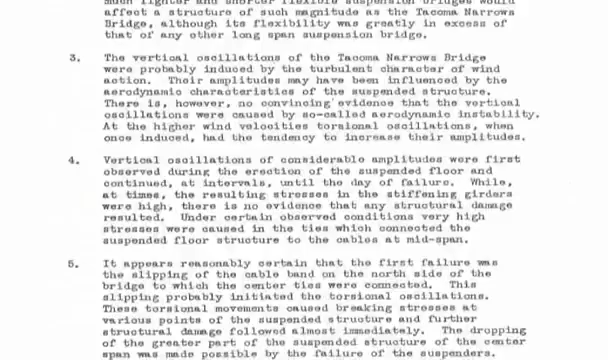 much lighter and shorter flexible suspension bridges would
affect a structure of such magnitude as the Tacoma Narrows
Bridge, although its flexibility was greatly in excess of
that of any other long span suspension bridge.
3. The vertical oscillations of the Tacoma Narrows Bridge
were probably induced by the turbulent character of wind
action. Their amplitudes may have been influenced by the
aerodynamic characteristics of the suspended structure.
There is, however, no convincing evidence that the vertical
oscillations were caused by so-called aerodynamic instability.
At the higher wind velocities torsional oscillations, when
once induced, had the tendency to increase their amplitudes.
4. Vertical oscillations of considerable amplitudes were first
observed during the erection of the suspended floor and
continued, at intervals, until the day of failure. While,
at times, the resulting stresses in the stiffening girders
were high, there is no evidence that any structural damage
resulted. Under certain observed conditions very high
stresses were caused in the ties which connected the
suspended floor structure to the cables at mid-span.
5. It appears reasonably certain that the first failure was
the slipping of the cable band on the north side of the
bridge to which the center ties were connected. This
slipping probably initiated the torsional oscillations.
These torsional movements caused breaking stresses at
various points of the suspended structure and further
structural damage followed almost immediately. The dropping
of the greater part of the suspended structure of the center
span was made possible by the failure of the suspenders.